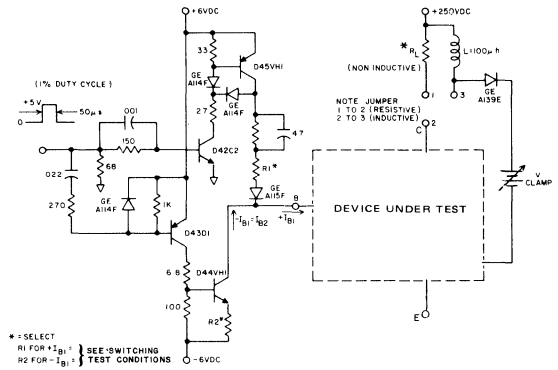 +6VDC
+250VDC
33
D45VH1
* RL
L=100μh
(NON INDUCTIVE)
GE
A114F
GE
A114F
GE
A139E
(1% DUTY CYCLE)
+5V
0
50μs
.001
27
1
3
NOTE JUMPER
1 TO 2 (RESISTIVE)
2 TO 3 (INDUCTIVE)
2
C
150
D42C2
.47
68
R1*
V
CLAMP
.022
GE
A114F
1K
GE
A115F
B
DEVICE UNDER TEST
270
-IB1=IB2
+IB1
D43D1
6.8
D44VH1
100
R2*
E
* = SELECT
R1 FOR +IB1 =
R2 FOR -IB1 =
SEE SWITCHING
TEST CONDITIONS
-6VDC